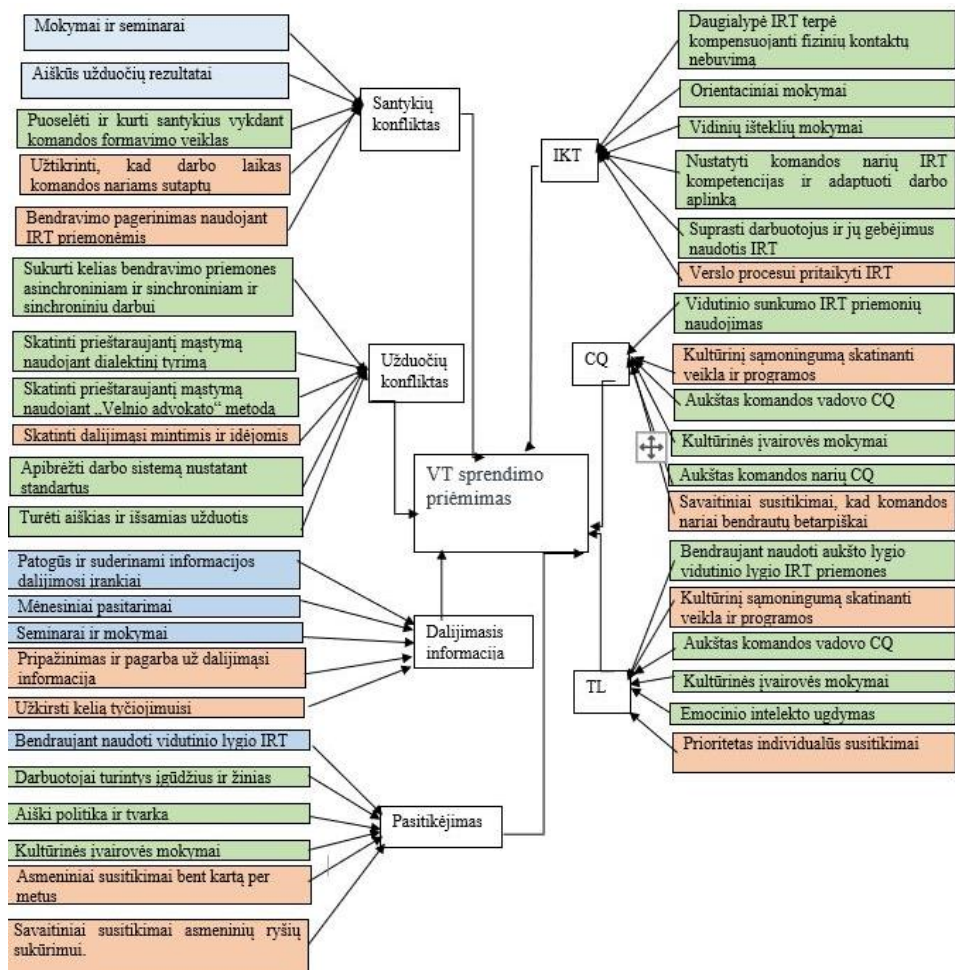 Mokymai ir seminarai
Aiškūs užduočių rezultatai
Puoselėti ir kurti santykius vykdant
komandos formavimo veiklas
Užtikrinti, kad darbo laikas
komandos nariams sutaptų
Bendravimo pagerinimas naudojant
IRT priemonėmis
Santykių
konfliktas
Sukurti kelias bendravimo priemones
asinchroniniam ir sinchroniniam ir
sinchroniniu darbui
Skatinti prieštaraujantį mąstymą
naudojant dialektinį tyrimą
Skatinti prieštaraujantį mąstymą
naudojant „Velnio advokato“ metodą
Skatinti dalijimąsi mintimis ir idėjomis
Apibrėžti darbo sistemą nustatant
standartus
Turėti aiškias ir išsamias užduotis
Užduočių
konfliktas
Patogūs ir suderinami informacijos
dalijimosi įrankiai
Mėnesiniai pasitarimai
Seminarai ir mokymai
Pripažinimas ir pagarba už dalijimąsi
informacija
Užkirsti kelią tyčiojimuisi
Dalijimasis
informacija
Bendraujant naudoti vidutinio lygio IRT
Darbuotojai turintys įgūdžius ir žinias
Aiški politika ir tvarka
Kultūrinės įvairovės mokymai
Asmeniniai susitikimai bent kartą per
metus
Savaitiniai susitikimai asmeninių ryšių
sukūrimui.
Pasitikėjimas
VT sprendimo
priėmimas
IKT
Daugialypė IRT terpė
kompensuojanti fizinių kontaktų
nebuvimą
Orientaciniai mokymai
Vidinių išteklių mokymai
Nustatyti komandos narių IRT
kompetencijas ir adaptuoti darbo
aplinką
Suprasti darbuotojus ir jų gebėjimus
naudotis IRT
Verslo procesui pritaikyti IRT
CQ
Vidutinio sunkumo IRT priemonių
naudojimas
Kultūrinį sąmoningumą skatinanti
veikla ir programos
Aukštas komandos vadovo CQ
Kultūrinės įvairovės mokymai
Aukštas komandos narių CQ
Savaitiniai susitikimai, kad komandos
nariai bendrautų betarpiškai
TL
Bendraujant naudoti aukšto lygio
vidutinio lygio IRT priemones
Kultūrinį sąmoningumą skatinanti
veikla ir programos
Aukštas komandos vadovo CQ
Kultūrinės įvairovės mokymai
Emocinio intelekto ugdymas
Prioritetas individualūs susitikimai